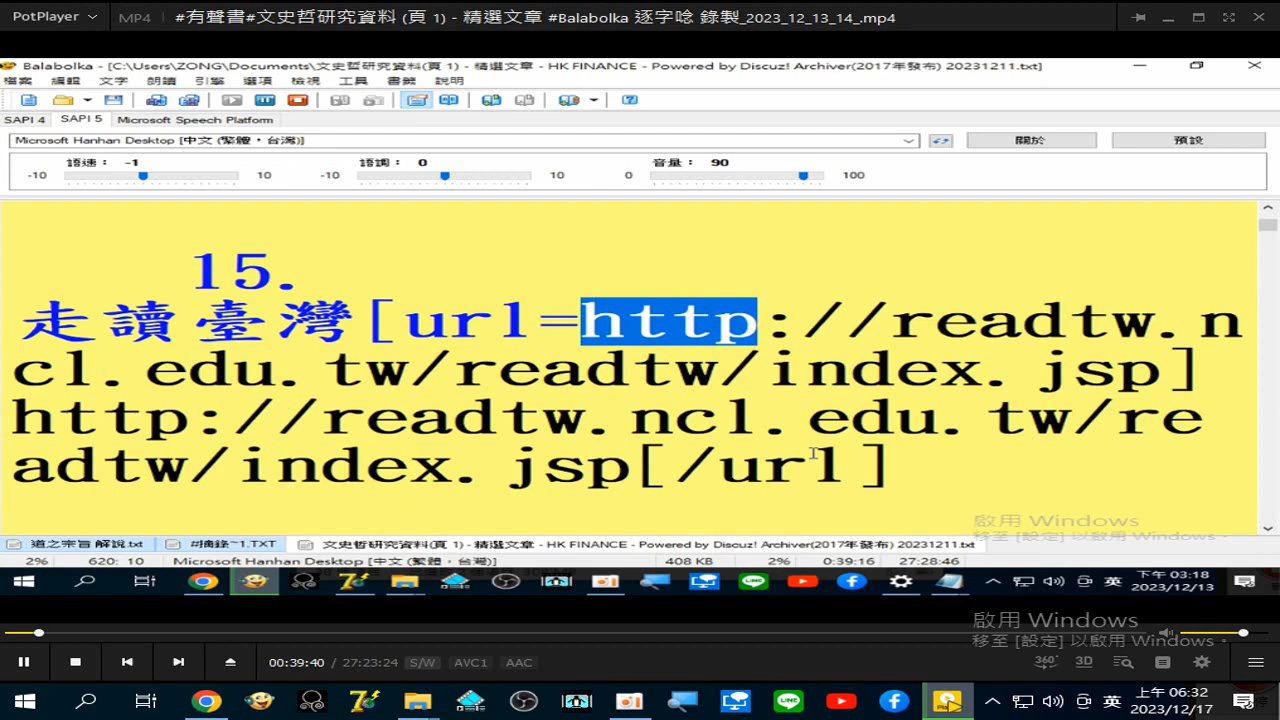 PotPlayer MP4 #有聲書#文史哲研究資料 (頁 1) - 精選文章 #Balabolka 逐字唸 錄製_2023_12_13_14_.mp4
Balabolka - [C:\Users\ZONG\Documents\文史哲研究資料(頁 1) - 精選文章 - HK FINANCE - Powered by Discuz! Archiver(2017年發布) 20231211.txt]
檔案 編輯 文字 朗讀 引擎 選項 檢視 工具 書籤 說明
SAPI 4 SAPI 5 Microsoft Speech Platform
Microsoft Hanhan Desktop [中文 (繁體，台灣)] 關於 預設
語速： -1 語調： 0 音量： 90
-10 10 -10 10 0 100
15.
走讀臺灣[url=http://readtw.n
cl.edu.tw/readtw/index.jsp]
http://readtw.ncl.edu.tw/re
adtw/index.jsp[/url]
啟用 Windows
移至 [設定] 以啟用 Windows。
道之宗旨 解說.txt #摘錄~1.TXT 文史哲研究資料(頁 1) - 精選文章 - HK FINANCE - Powered by Discuz! Archiver(2017年發布) 20231211.txt
2% 620: 10 Microsoft Hanhan Desktop [中文 (繁體，台灣)] 408 KB 2% 0:39:16 27:28:46
英 下午 03:18
2023/12/13
啟用 Windows
移至 [設定] 以啟用 Windows。
00:39:40 / 27:23:24 S/W AVC1 AAC 360° 3D
英 上午 06:32
2023/12/17